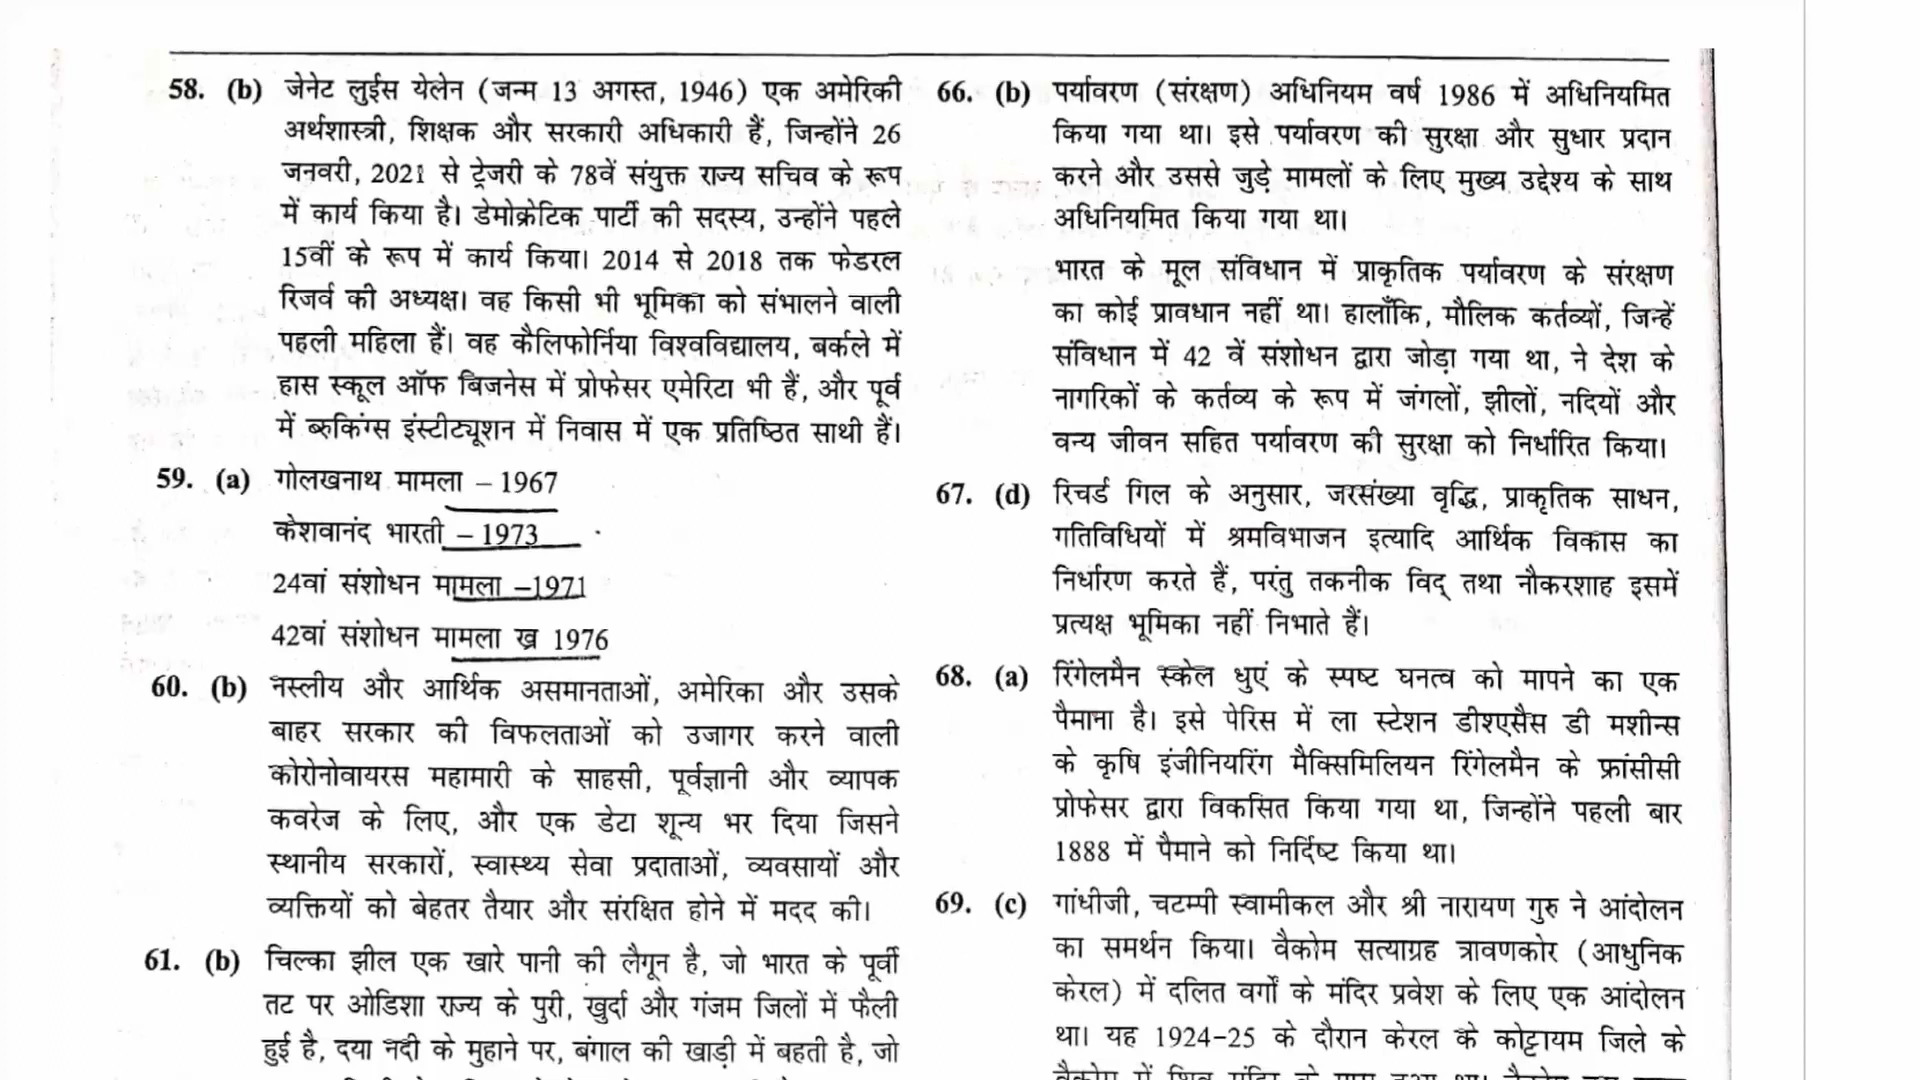 58. (b) जेनेट लुईस येलेन (जन्म 13 अगस्त, 1946) एक अमेरिकी
अर्थशास्त्री, शिक्षक और सरकारी अधिकारी हैं, जिन्होंने 26
जनवरी, 2021 से ट्रेजरी के 78वें संयुक्त राज्य सचिव के रूप
में कार्य किया है। डेमोक्रेटिक पार्टी की सदस्य, उन्होंने पहले
15वीं के रूप में कार्य किया। 2014 से 2018 तक फेडरल
रिजर्व की अध्यक्ष। वह किसी भी भूमिका को संभालने वाली
पहली महिला हैं। वह कैलिफोर्निया विश्वविद्यालय, बर्कले में
हास स्कूल ऑफ बिजनेस में प्रोफेसर एमेरिटा भी हैं, और पूर्व
में ब्रुकिंग्स इंस्टीट्यूशन में निवास में एक प्रतिष्ठित साथी हैं।
59. (a) गोलखनाथ मामला – 1967
केशवानंद भारती – 1973
24वां संशोधन मामला –1971
42वां संशोधन मामला ख्र 1976
60. (b) नस्लीय और आर्थिक असमानताओं, अमेरिका और उसके
बाहर सरकार की विफलताओं को उजागर करने वाली
कोरोनोवायरस महामारी के साहसी, पूर्वज्ञानी और व्यापक
कवरेज के लिए, और एक डेटा शून्य भर दिया जिसने
स्थानीय सरकारों, स्वास्थ्य सेवा प्रदाताओं, व्यवसायों और
व्यक्तियों को बेहतर तैयार और संरक्षित होने में मदद की।
61. (b) चिल्का झील एक खारे पानी की लैगून है, जो भारत के पूर्वी
तट पर ओडिशा राज्य के पुरी, खुर्दा और गंजम जिलों में फैली
हुई है, दया नदी के मुहाने पर, बंगाल की खाड़ी में बहती है, जो
66. (b) पर्यावरण (संरक्षण) अधिनियम वर्ष 1986 में अधिनियमित
किया गया था। इसे पर्यावरण की सुरक्षा और सुधार प्रदान
करने और उससे जुड़े मामलों के लिए मुख्य उद्देश्य के साथ
अधिनियमित किया गया था।
भारत के मूल संविधान में प्राकृतिक पर्यावरण के संरक्षण
का कोई प्रावधान नहीं था। हालाँकि, मौलिक कर्तव्यों, जिन्हें
संविधान में 42 वें संशोधन द्वारा जोड़ा गया था, ने देश के
नागरिकों के कर्तव्य के रूप में जंगलों, झीलों, नदियों और
वन्य जीवन सहित पर्यावरण की सुरक्षा को निर्धारित किया।
67. (d) रिचर्ड गिल के अनुसार, जरसंख्या वृद्धि, प्राकृतिक साधन,
गतिविधियों में श्रमविभाजन इत्यादि आर्थिक विकास का
निर्धारण करते हैं, परंतु तकनीक विद् तथा नौकरशाह इसमें
प्रत्यक्ष भूमिका नहीं निभाते हैं।
68. (a) रिंगेलमैन स्केल धुएं के स्पष्ट घनत्व को मापने का एक
पैमाना है। इसे पेरिस में ला स्टेशन डीश्एसैस डी मशीन्स
के कृषि इंजीनियरिंग मैक्सिमिलियन रिंगेलमैन के फ्रांसीसी
प्रोफेसर द्वारा विकसित किया गया था, जिन्होंने पहली बार
1888 में पैमाने को निर्दिष्ट किया था।
69. (c) गांधीजी, चटम्पी स्वामीकल और श्री नारायण गुरु ने आंदोलन
का समर्थन किया। वैकोम सत्याग्रह त्रावणकोर (आधुनिक
केरल) में दलित वर्गों के मंदिर प्रवेश के लिए एक आंदोलन
था। यह 1924-25 के दौरान केरल के कोट्टायम जिले के